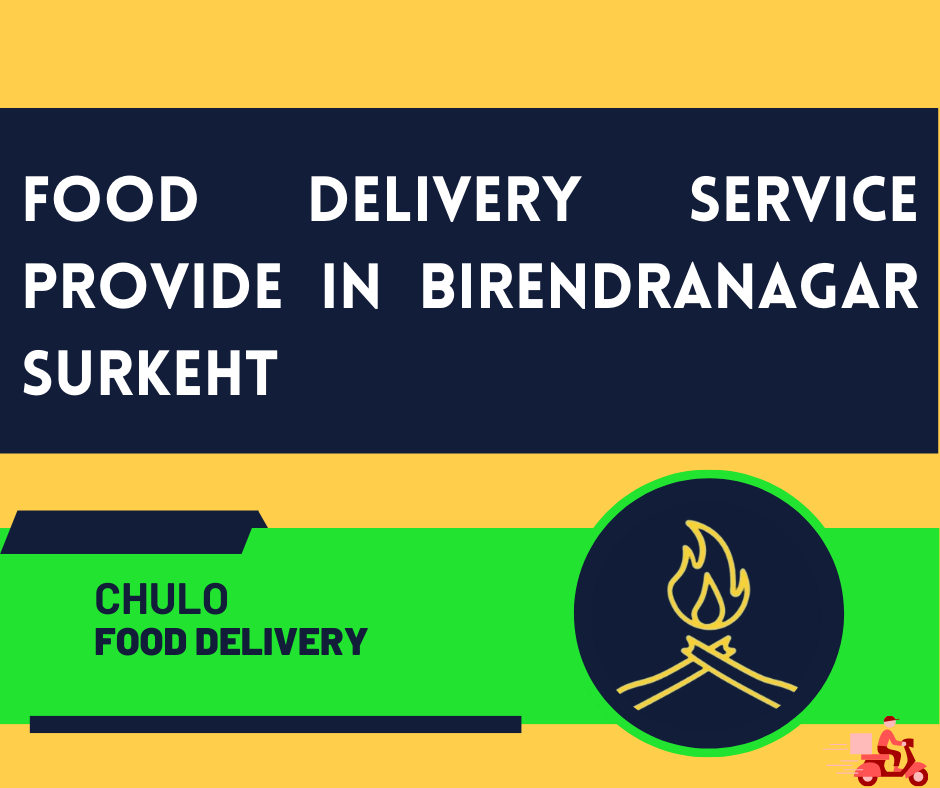 FOOD DELIVERY SERVICE
PROVIDE IN BIRENDRANAGAR
SURKEHT
CHULO
FOOD DELIVERY